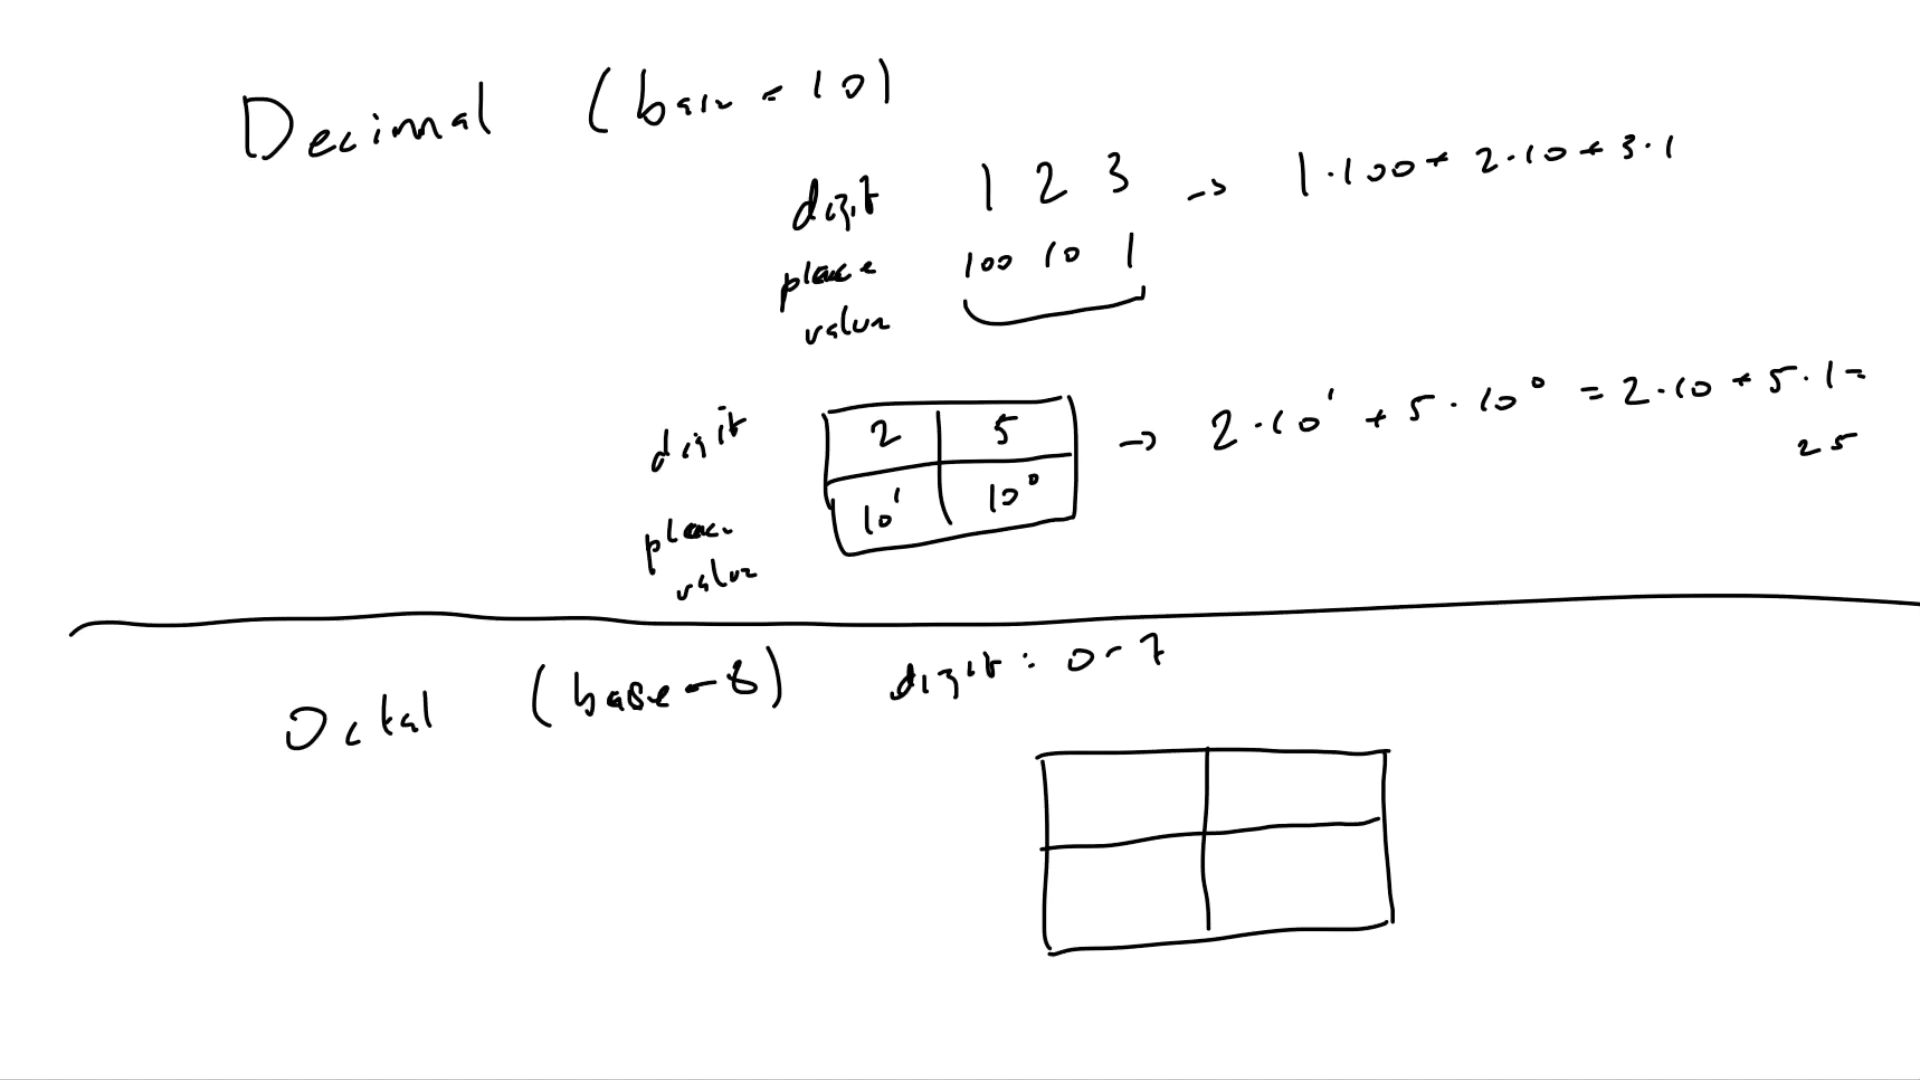 Decimal (base-10)
digit 1 2 3 -> 1·100+ 2·10+3·1
place 100 10 1
value
digit 2 5 -> 2·10¹ + 5·10⁰ = 2·10+5·1=
25
place 10¹ 10⁰
value
Octal (base-8) digit: 0-7